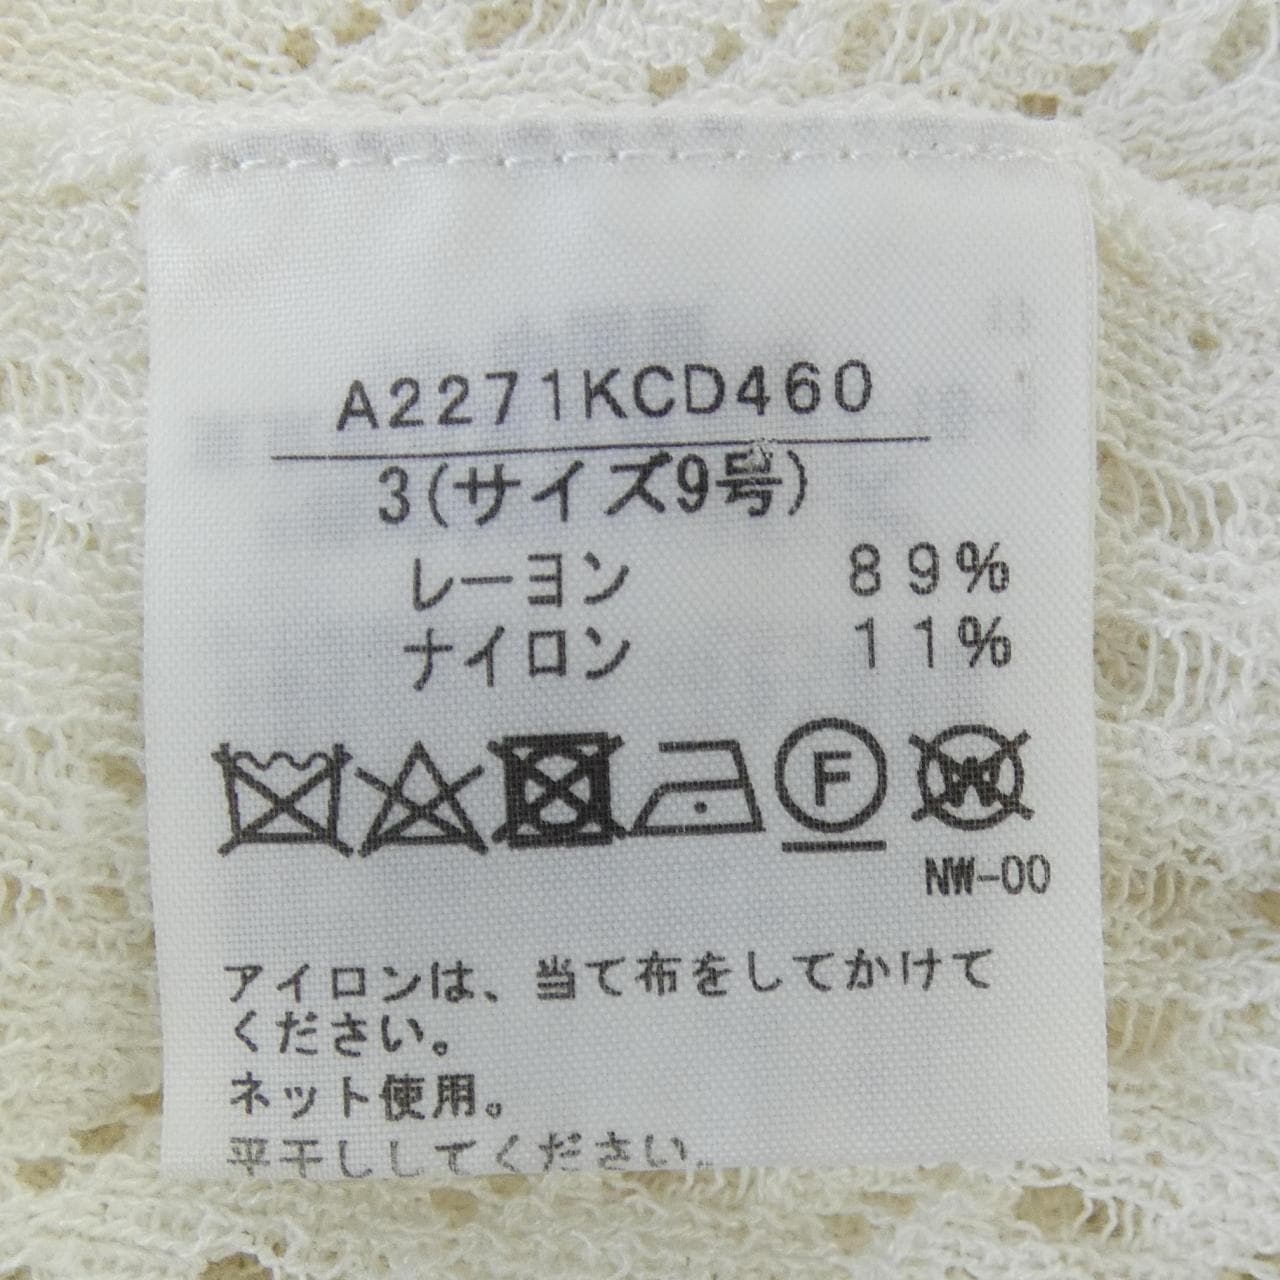 A2271KCD460
3(サイズ9号)
レーヨン 89%
ナイロン 11%
F W
NW-00
アイロンは、当て布をしてかけて
ください。
ネット使用。
平干ししてください。